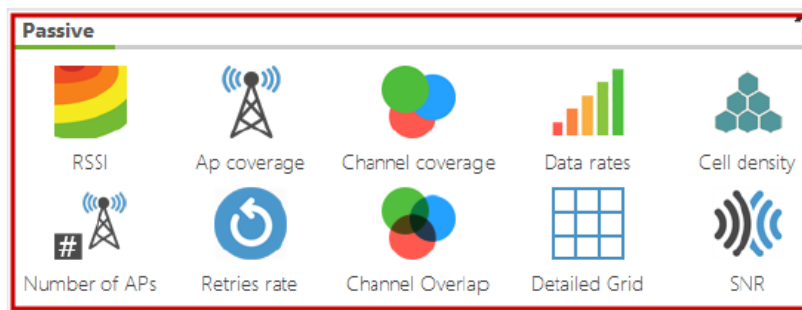 Passive
RSSI Ap coverage Channel coverage Data rates Cell density
#
Number of APs Retries rate Channel Overlap Detailed Grid SNR